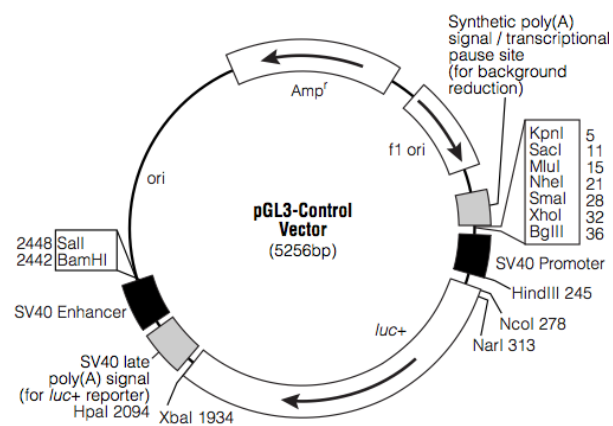 Synthetic poly(A)
signal / transcriptional
pause site
(for background
reduction)
Ampr
f1 ori
KpnI 5
SacI 11
MluI 15
NheI 21
SmaI 28
XhoI 32
BglII 36
ori
pGL3-Control
Vector
(5256bp)
2448 SalI
2442 BamHI
SV40 Promoter
HindIII 245
SV40 Enhancer
NcoI 278
luc+
NarI 313
SV40 late
poly(A) signal
(for luc+ reporter)
HpaI 2094
XbaI 1934